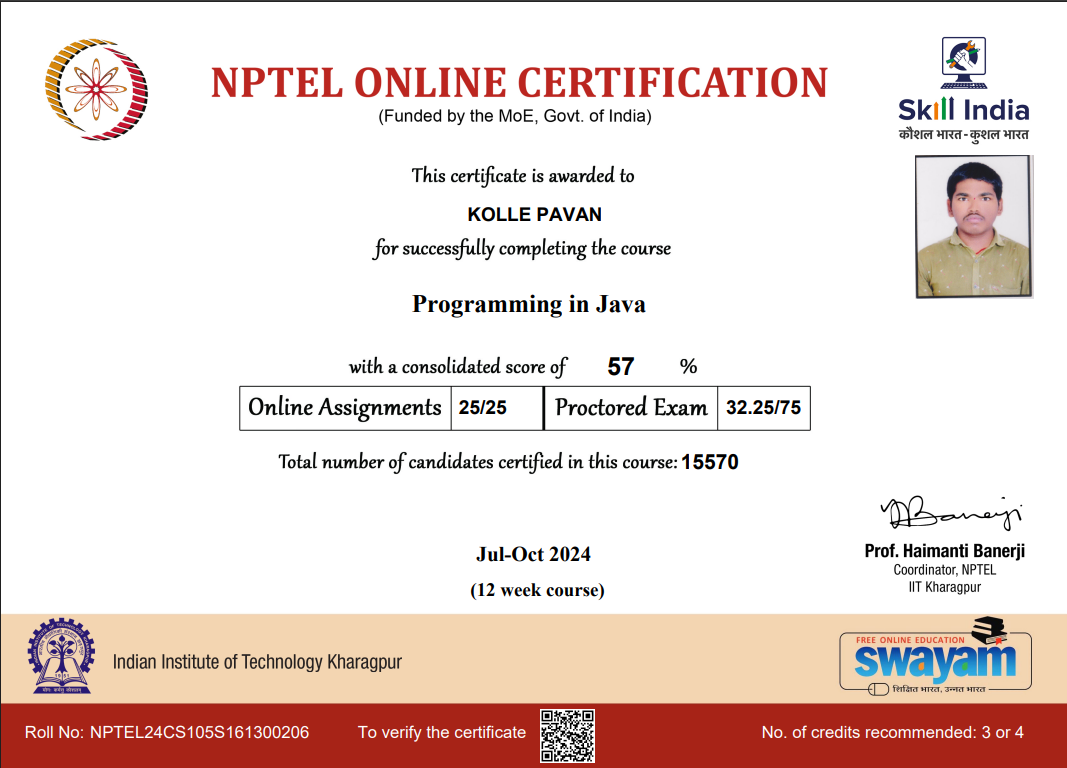 NPTEL ONLINE CERTIFICATION
(Funded by the MoE, Govt. of India)
Skill India
कौशल भारत - कुशल भारत
This certificate is awarded to
KOLLE PAVAN
for successfully completing the course
Programming in Java
with a consolidated score of 57 %
Online Assignments 25/25 Proctored Exam 32.25/75
Total number of candidates certified in this course: 15570
Prof. Haimanti Banerji
Coordinator, NPTEL
IIT Kharagpur
Jul-Oct 2024
(12 week course)
Indian Institute of Technology Kharagpur
FREE ONLINE EDUCATION
swayam
शिक्षित भारत, उन्नत भारत
Roll No: NPTEL24CS105S161300206
To verify the certificate
No. of credits recommended: 3 or 4